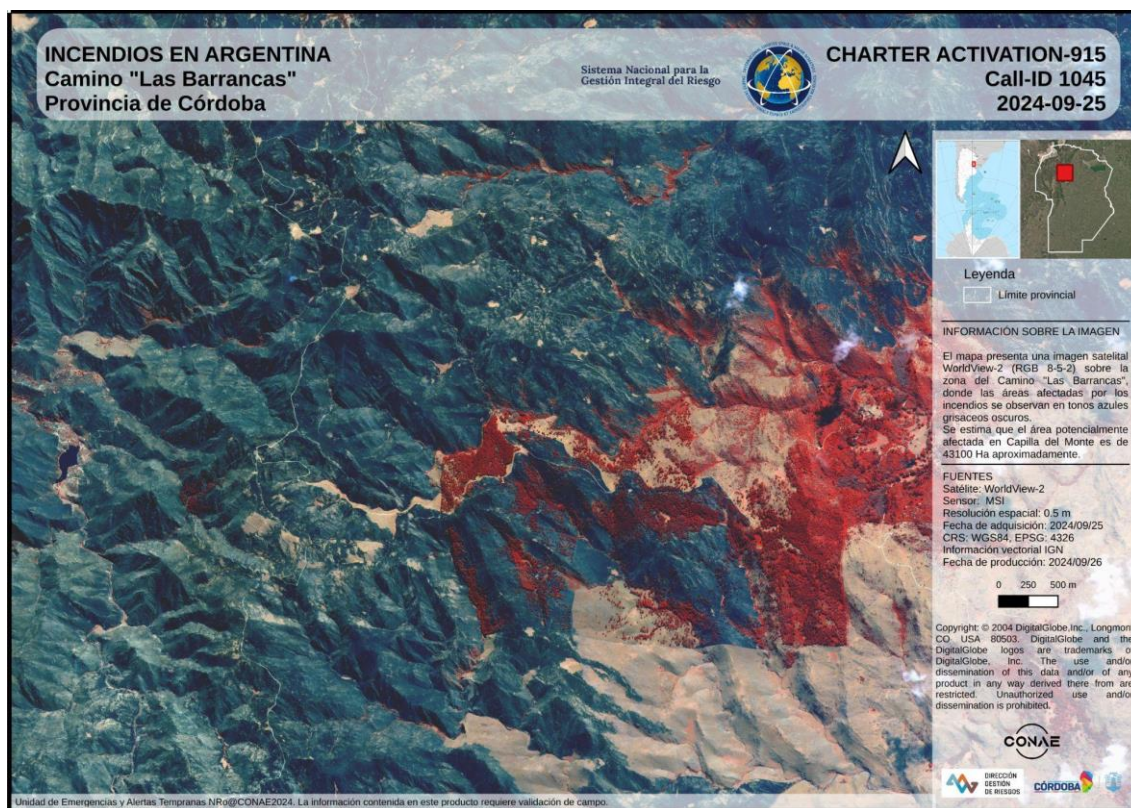 INCENDIOS EN ARGENTINA
Camino "Las Barrancas"
Provincia de Córdoba
Sistema Nacional para la
Gestión Integral del Riesgo
CHARTER ACTIVATION-915
Call-ID 1045
2024-09-25
Leyenda
Límite provincial
INFORMACIÓN SOBRE LA IMAGEN
El mapa presenta una imagen satelital
WorldView-2 (RGB 8-5-2) sobre la
zona del Camino "Las Barrancas",
donde las áreas afectadas por los
incendios se observan en tonos azules
grisaceos oscuros.
Se estima que el área potencialmente
afectada en Capilla del Monte es de
43100 Ha aproximadamente.
FUENTES
Satélite: WorldView-2
Sensor: MSI
Resolución espacial: 0.5 m
Fecha de adquisición: 2024/09/25
CRS: WGS84, EPSG: 4326
Información vectorial IGN
Fecha de producción: 2024/09/26
0 250 500 m
Copyright: © 2004 DigitalGlobe,Inc., Longmont
CO USA 80503. DigitalGlobe and the
DigitalGlobe logos are trademarks of
DigitalGlobe, Inc. The use and/or
dissemination of this data and/or of any
product in any way derived there from are
restricted. Unauthorized use and/or
dissemination is prohibited.
CONAE
DIRECCIÓN
GESTIÓN
DE RIESGOS
CÓRDOBA
Unidad de Emergencias y Alertas Tempranas NRo@CONAE2024. La información contenida en este producto requiere validación de campo.